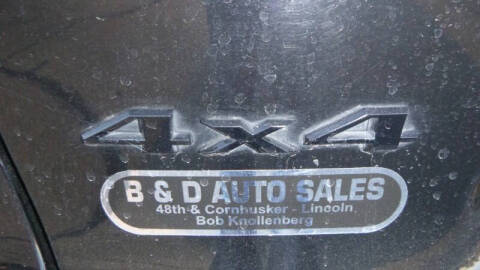 4x4
B & D AUTO SALES
48th & Cornhusker - Lincoln
Bob Knollenberg